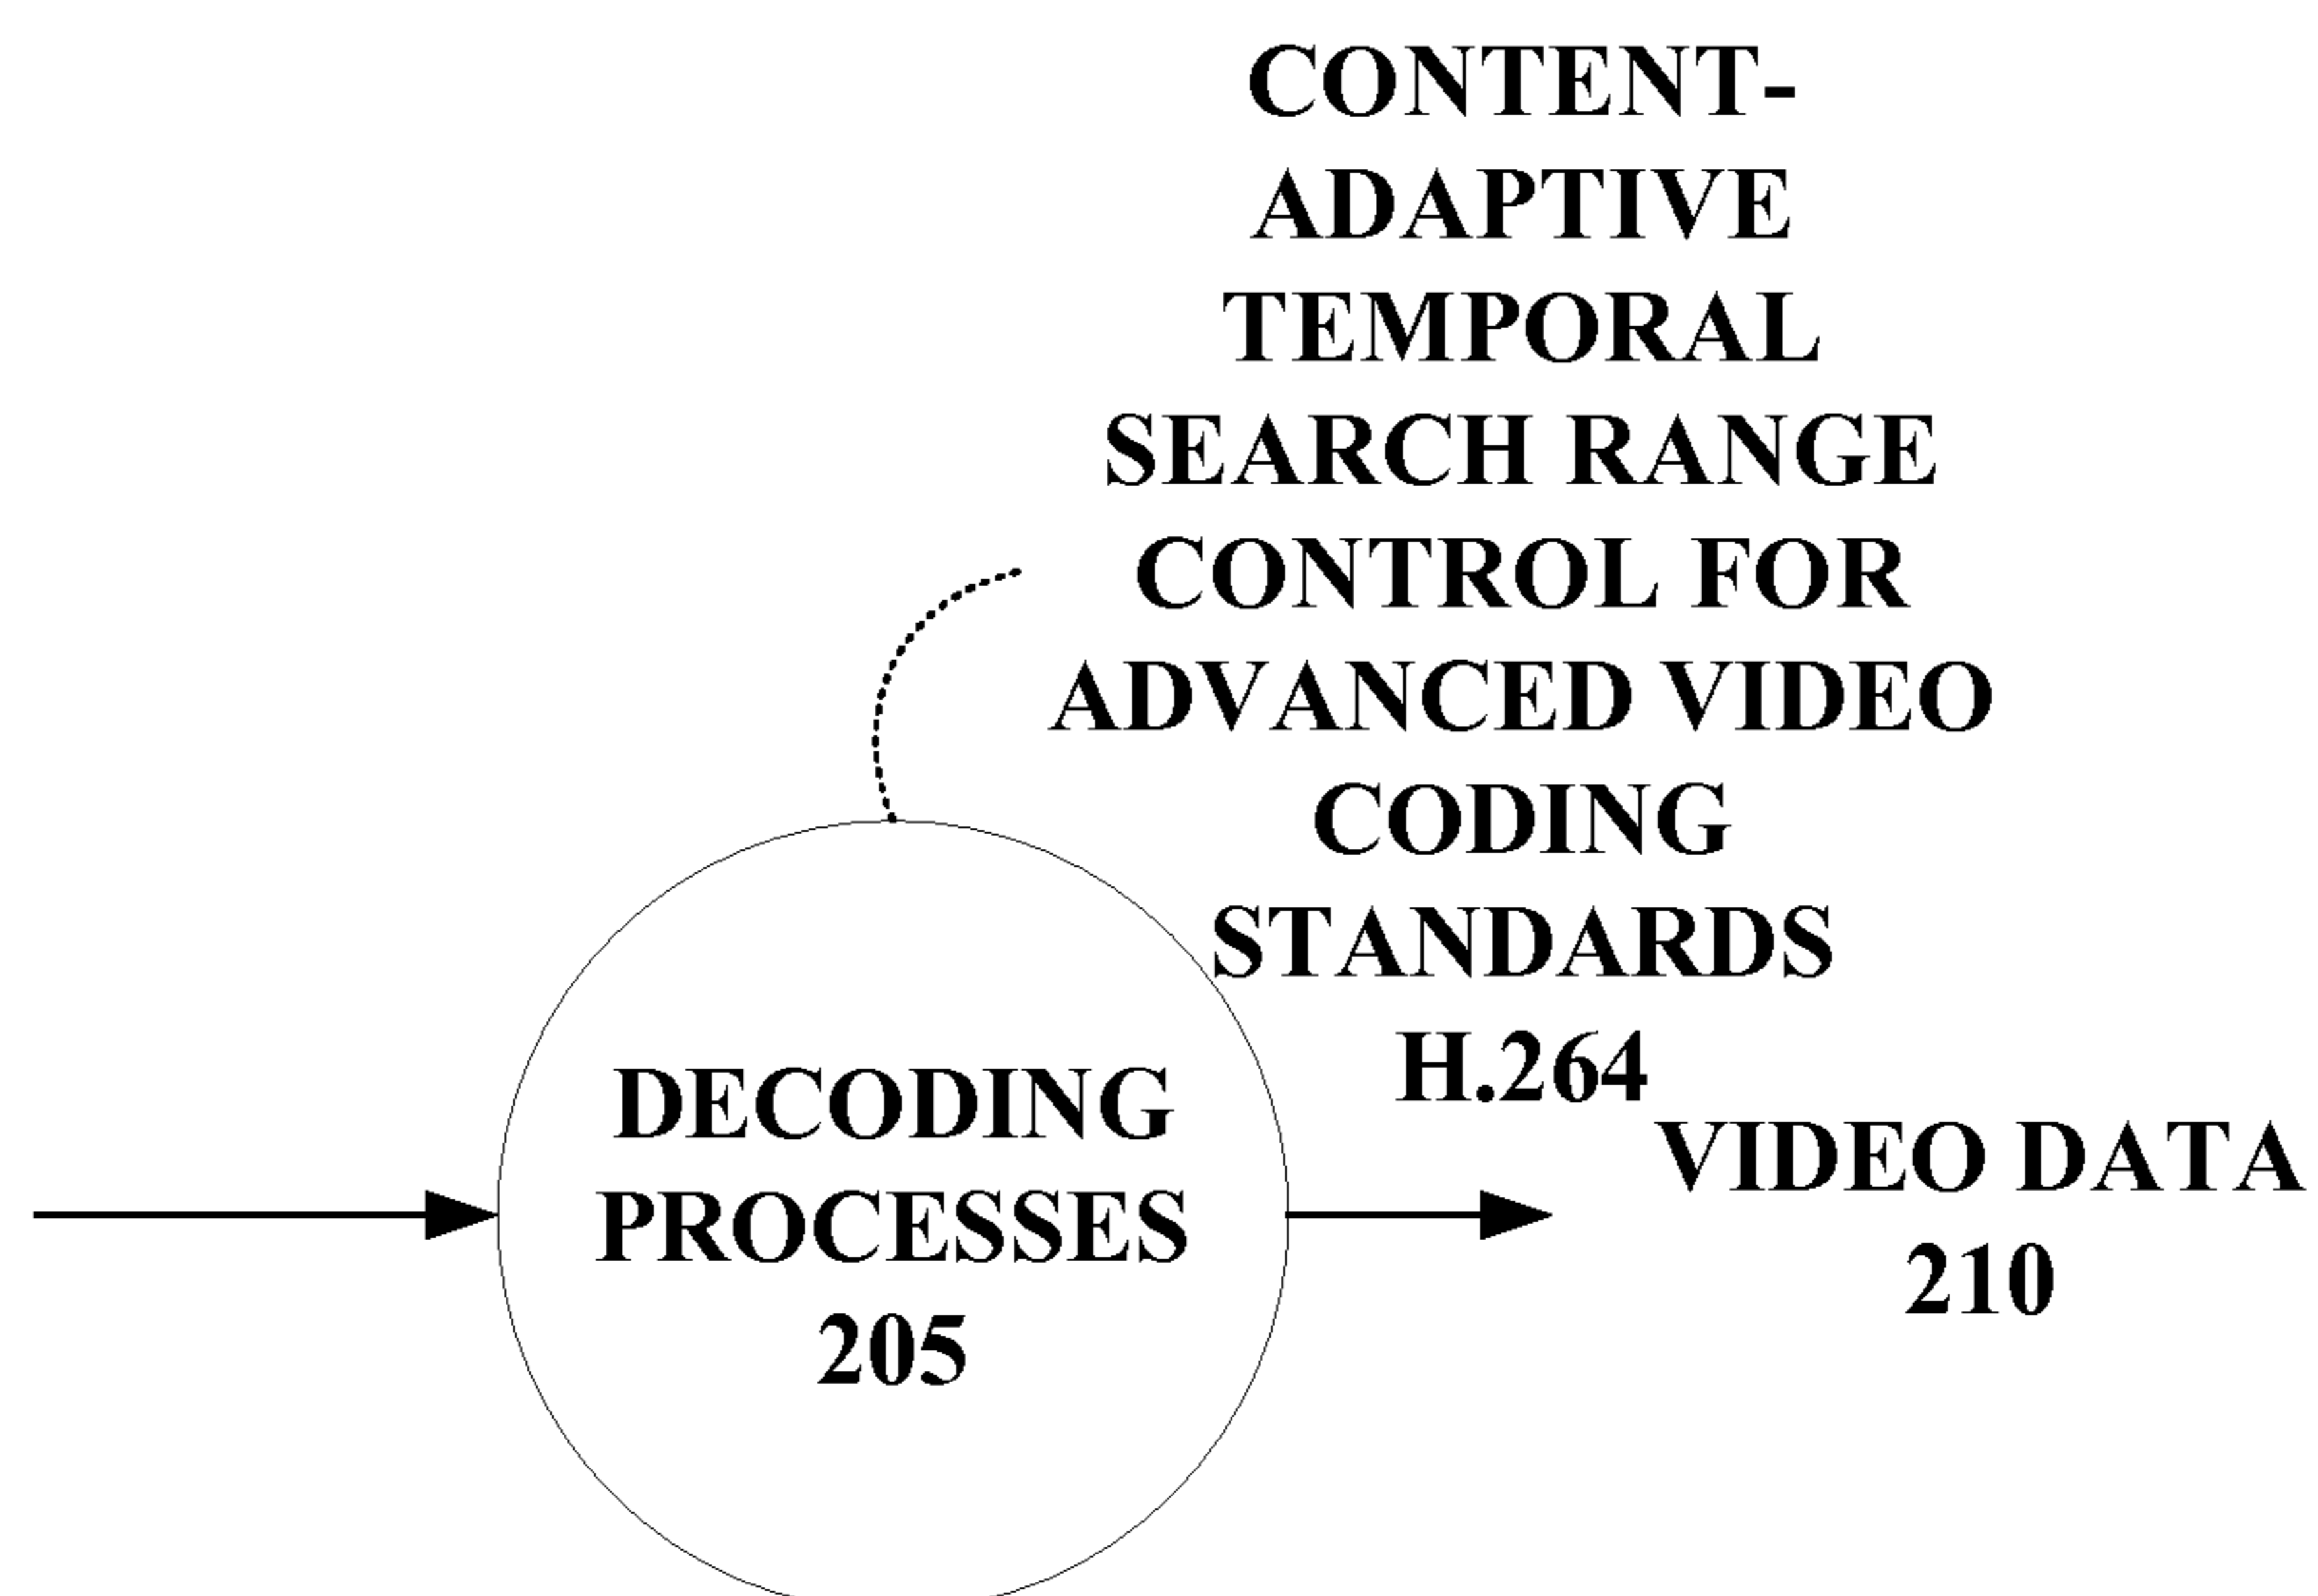 CONTENT-
ADAPTIVE
TEMPORAL
SEARCH RANGE
CONTROL FOR
ADVANCED VIDEO
CODING
STANDARDS
H.264
DECODING
PROCESSES
205
VIDEO DATA
210